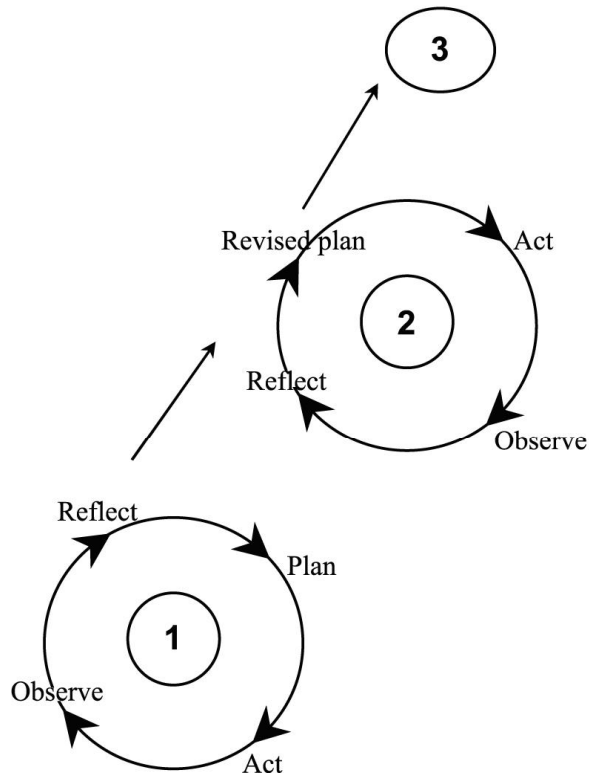 3
Revised plan
Act
2
Reflect
Observe
Reflect
Plan
1
Observe
Act